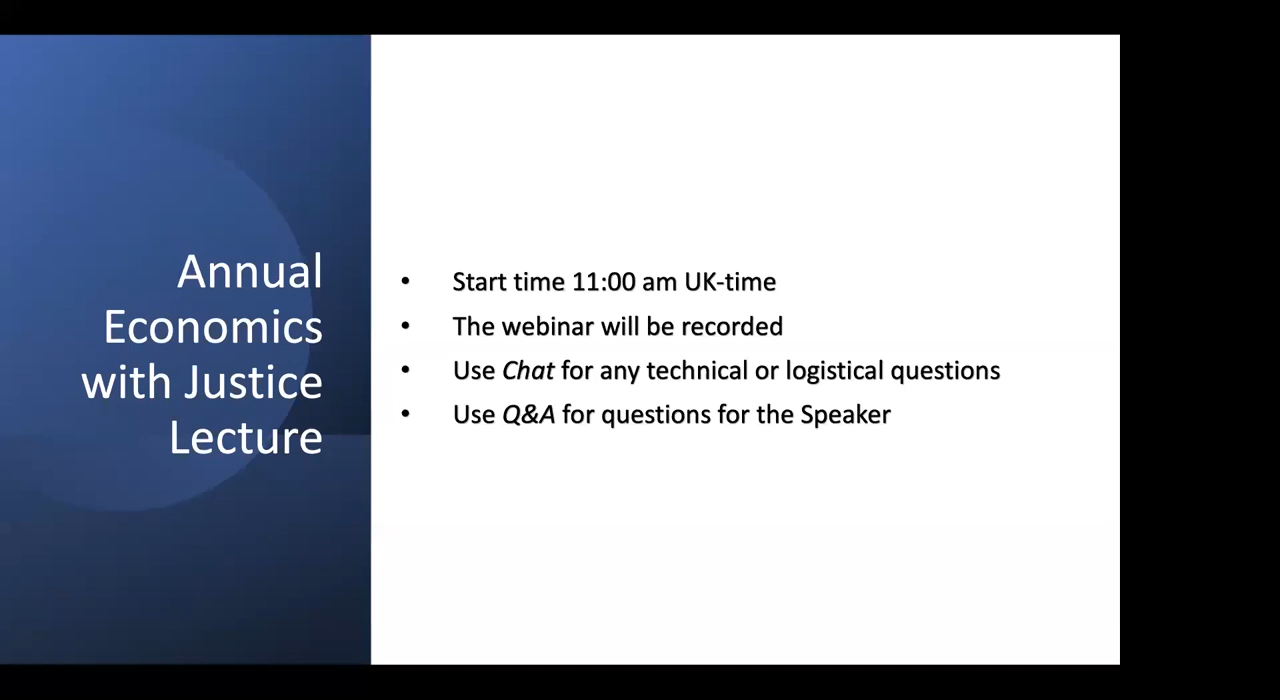 Annual
Economics
with Justice
Lecture
• Start time 11:00 am UK-time
• The webinar will be recorded
• Use Chat for any technical or logistical questions
• Use Q&A for questions for the Speaker